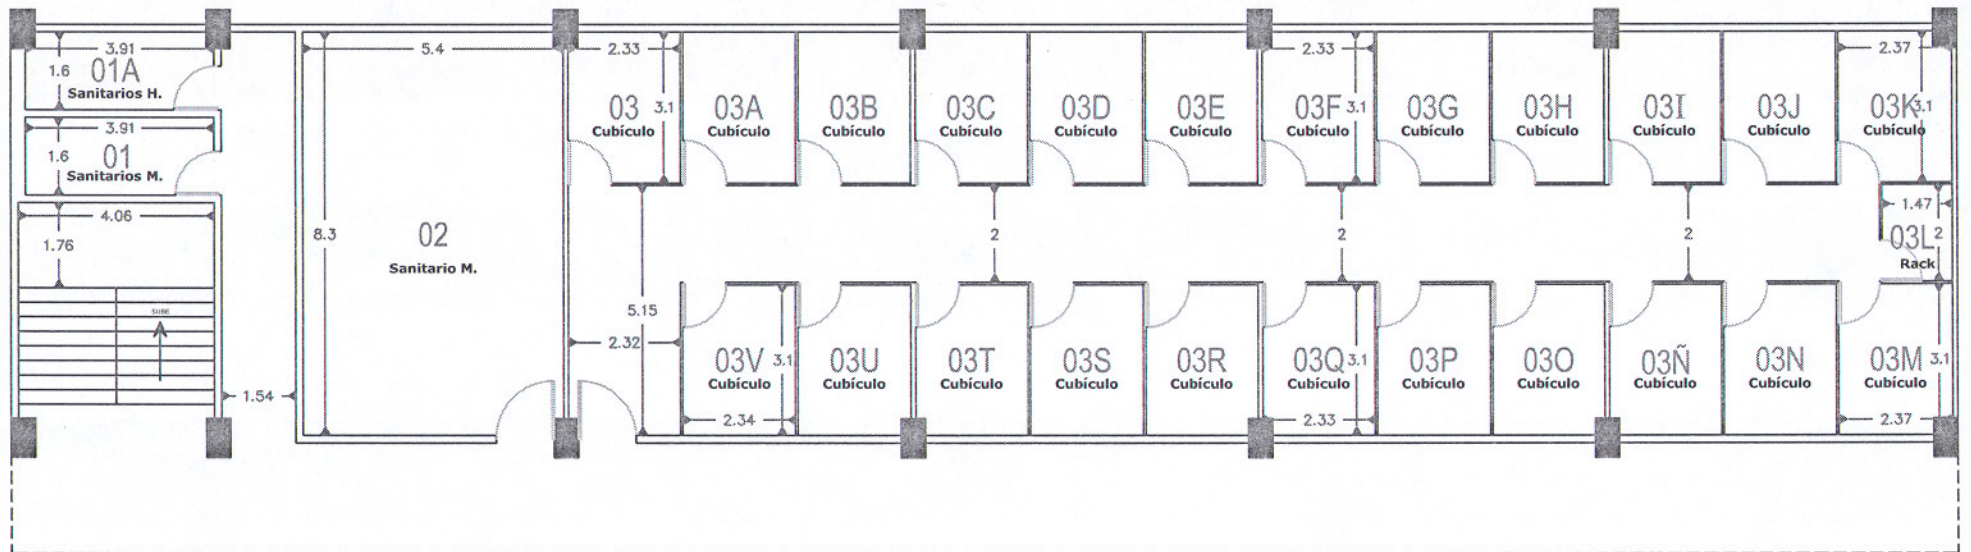 3.91
1.6
01A
Sanitarios H.
3.91
1.6
01
Sanitarios M.
4.06
1.76
SUBE
1.54
5.4
8.3
02
Sanitario M.
2.33
03
3.1
Cubículo
03A
Cubículo
03B
Cubículo
03C
Cubículo
03D
Cubículo
03E
Cubículo
2.33
03F
3.1
Cubículo
03G
Cubículo
03H
Cubículo
03I
Cubículo
03J
Cubículo
2.37
03K
3.1
Cubículo
2
2
2
1.47
03L
2
Rack
5.15
2.32
03V
3.1
Cubículo
2.34
03U
Cubículo
03T
Cubículo
03S
Cubículo
03R
Cubículo
03Q
3.1
Cubículo
2.33
03P
Cubículo
03O
Cubículo
03Ñ
Cubículo
03N
Cubículo
03M
3.1
Cubículo
2.37